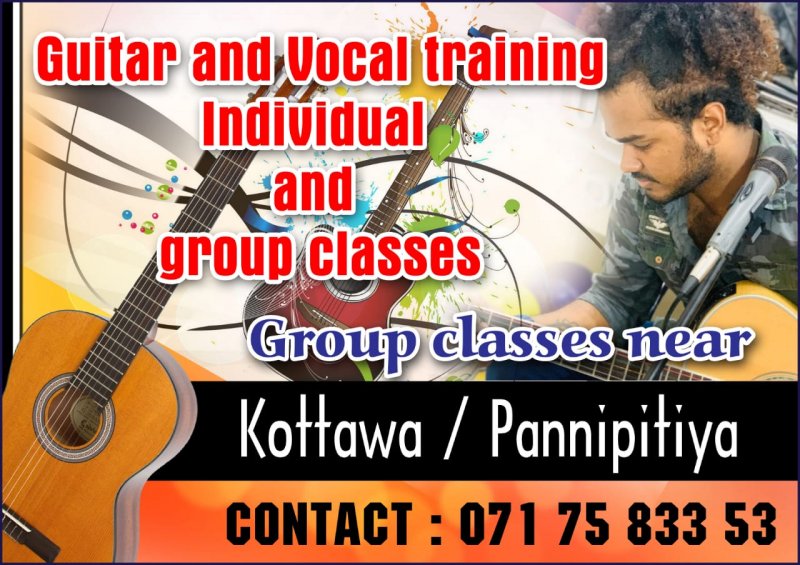 Guitar and Vocal training
Individual
and
group classes
Group classes near
Kottawa / Pannipitiya
CONTACT : 071 75 833 53